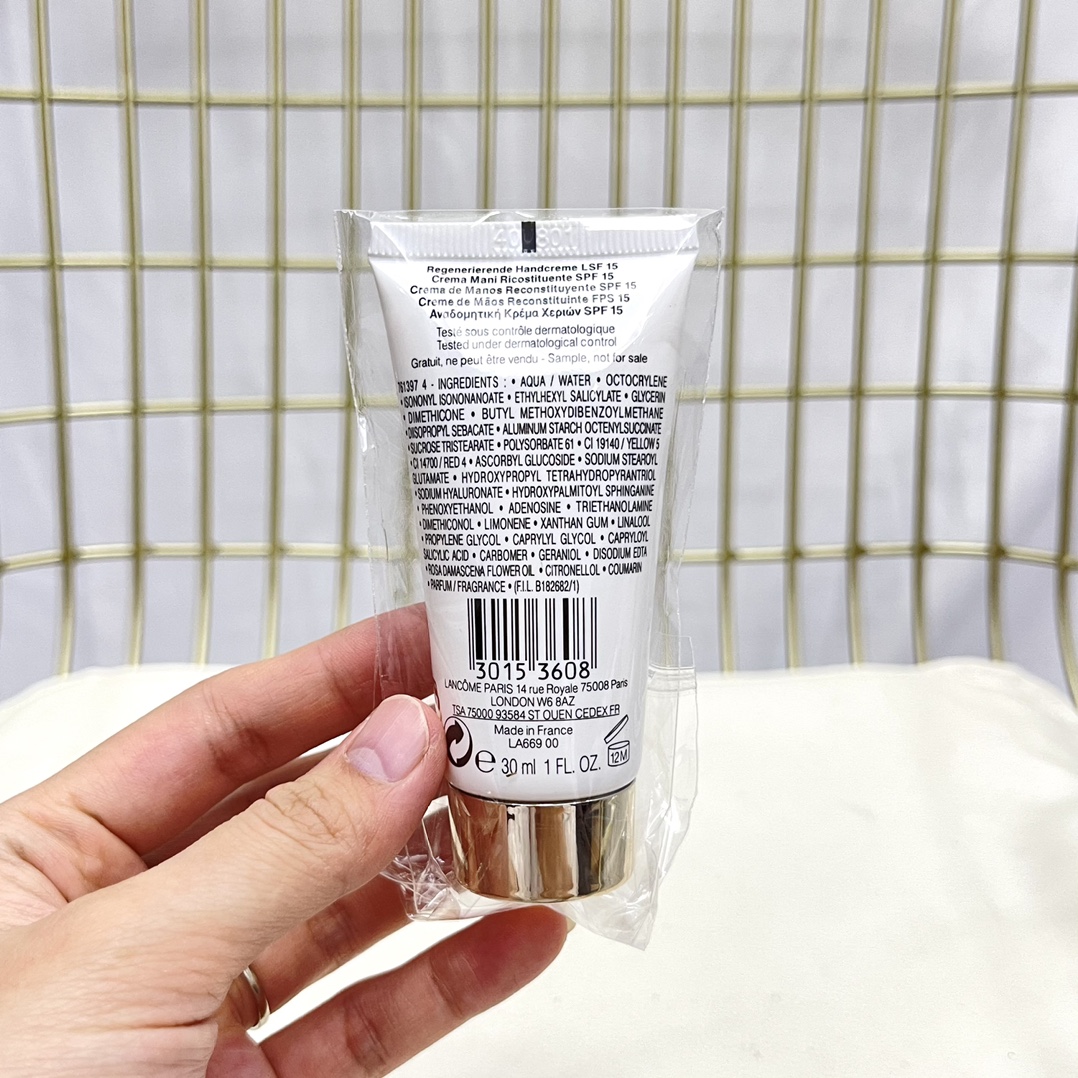 Regenerierende Handcreme LSF 15
Crema Mani Ricostituente SPF 15
Crema de Manos Reconstituyente SPF 15
Creme de Mãos Reconstituinte FPS 15
Αναδομητική Κρέμα Χεριών SPF 15
Testé sous contrôle dermatologique
Tested under dermatological control
Gratuit, ne peut être vendu - Sample, not for sale
761397 4 - INGREDIENTS : • AQUA / WATER • OCTOCRYLENE
• ISONONYL ISONONANOATE • ETHYLHEXYL SALICYLATE • GLYCERIN
• DIMETHICONE • BUTYL METHOXYDIBENZOYLMETHANE
• DIISOPROPYL SEBACATE • ALUMINUM STARCH OCTENYLSUCCINATE
• SUCROSE TRISTEARATE • POLYSORBATE 61 • CI 19140 / YELLOW 5
• CI 14700 / RED 4 • ASCORBYL GLUCOSIDE • SODIUM STEAROYL
GLUTAMATE • HYDROXYPROPYL TETRAHYDROPYRANTRIOL
• SODIUM HYALURONATE • HYDROXYPALMITOYL SPHINGANINE
• PHENOXYETHANOL • ADENOSINE • TRIETHANOLAMINE
• DIMETHICONOL • LIMONENE • XANTHAN GUM • LINALOOL
• PROPYLENE GLYCOL • CAPRYLYL GLYCOL • CAPRYLOYL
SALICYLIC ACID • CARBOMER • GERANIOL • DISODIUM EDTA
• ROSA DAMASCENA FLOWER OIL • CITRONELLOL • COUMARIN
• PARFUM / FRAGRANCE • (F.I.L. B182682/1)
3015 3608
LANCÔME PARIS 14 rue Royale 75008 Paris
LONDON W6 8AZ
TSA 75000 93584 ST OUEN CEDEX FR
Made in France
LA669 00
e 30 ml 1 FL. OZ. 12M